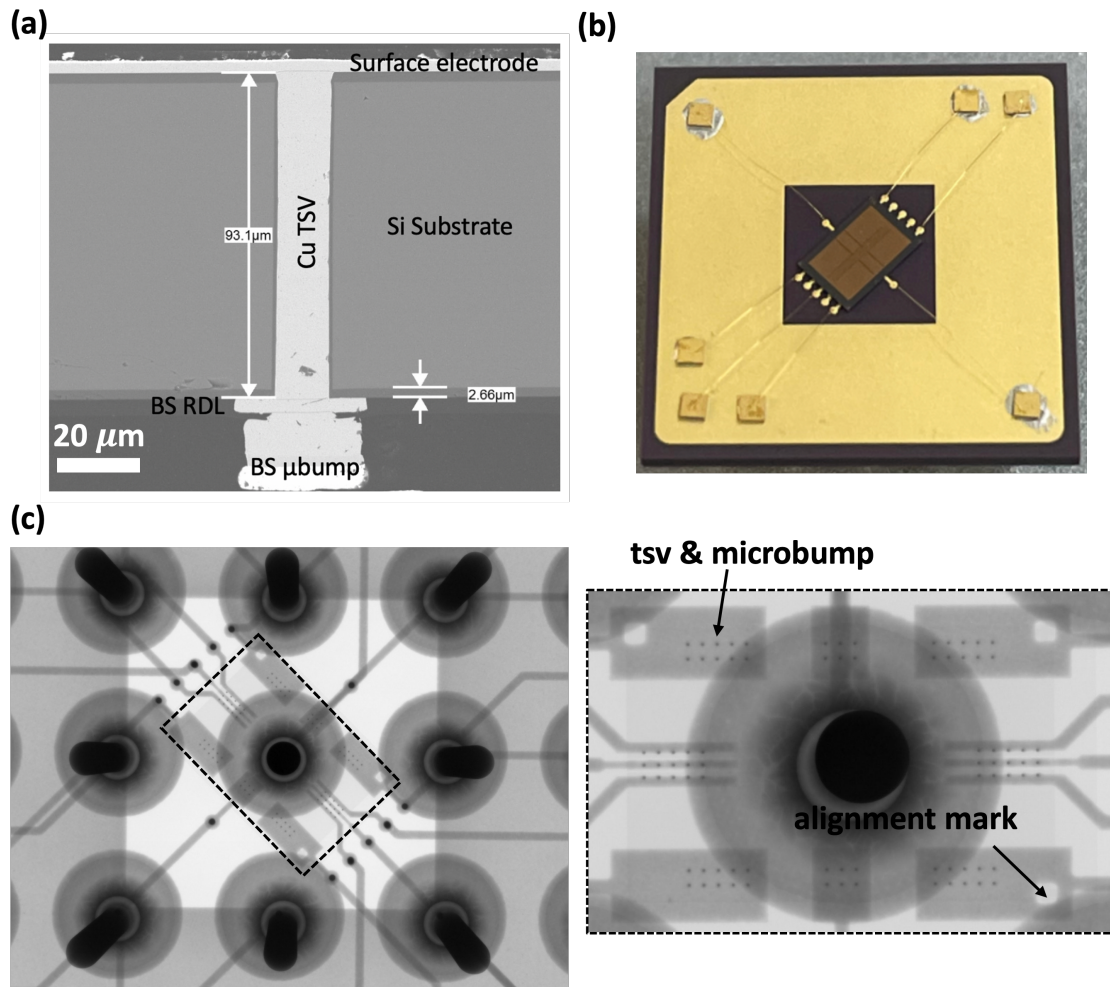 (a)
Surface electrode
Cu TSV
Si Substrate
93.1µm
2.66µm
BS RDL
20 𝝁m
BS µbump
(b)
(c)
tsv & microbump
alignment mark